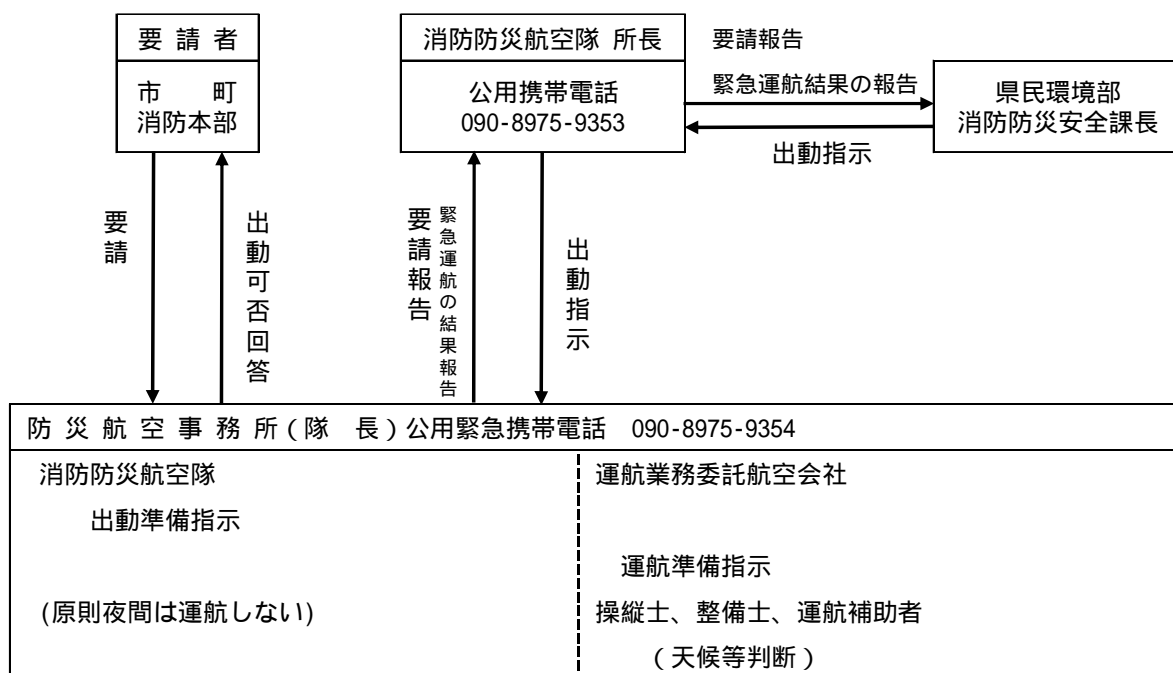 要 請 者
市　　町
消防本部
消防防災航空隊 所長
公用携帯電話
090-8975-9353
要請報告
緊急運航結果の報告
出動指示
県民環境部
消防防災安全課長
要請
出動可否回答
要請報告
緊急運航の結果報告
出動指示
防 災 航 空 事 務 所 ( 隊　長 ) 公用緊急携帯電話　090-8975-9354
消防防災航空隊
出動準備指示
(原則夜間は運航しない)
運航業務委託航空会社
運航準備指示
操縦士、整備士、運航補助者
( 天候等判断 )